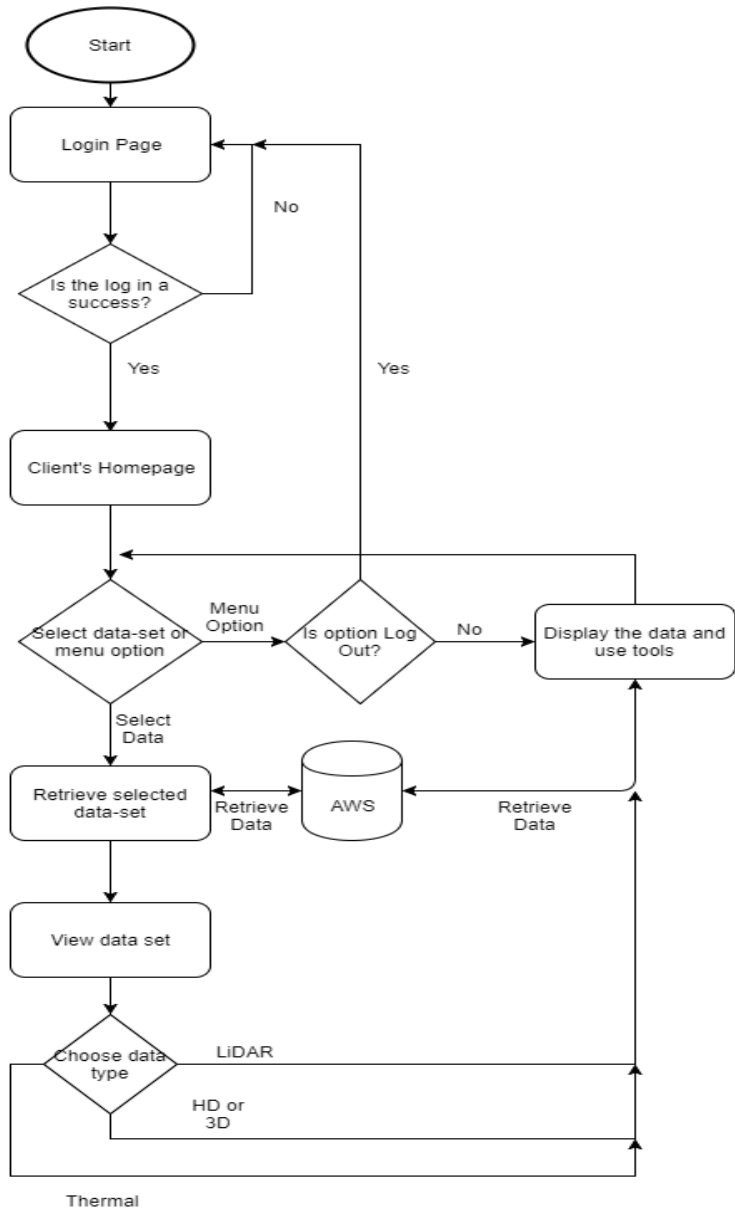 Start
Login Page
No
Is the log in a
success?
Yes
Yes
Client's Homepage
Select data-set or
menu option
Menu
Option
Is option Log
Out?
No
Display the data and
use tools
Select
Data
Retrieve selected
data-set
Retrieve
Data
AWS
Retrieve
Data
View data set
Choose data
type
LiDAR
HD or
3D
Thermal